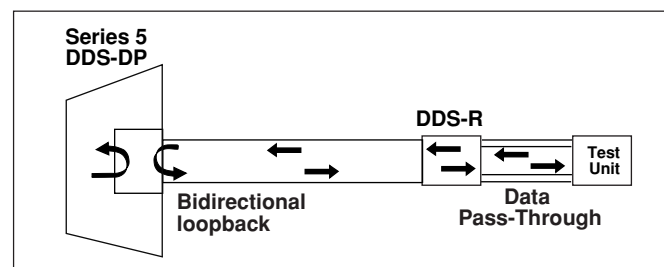 Series 5
DDS-DP
DDS-R
Test
Unit
Bidirectional
loopback
Data
Pass-Through